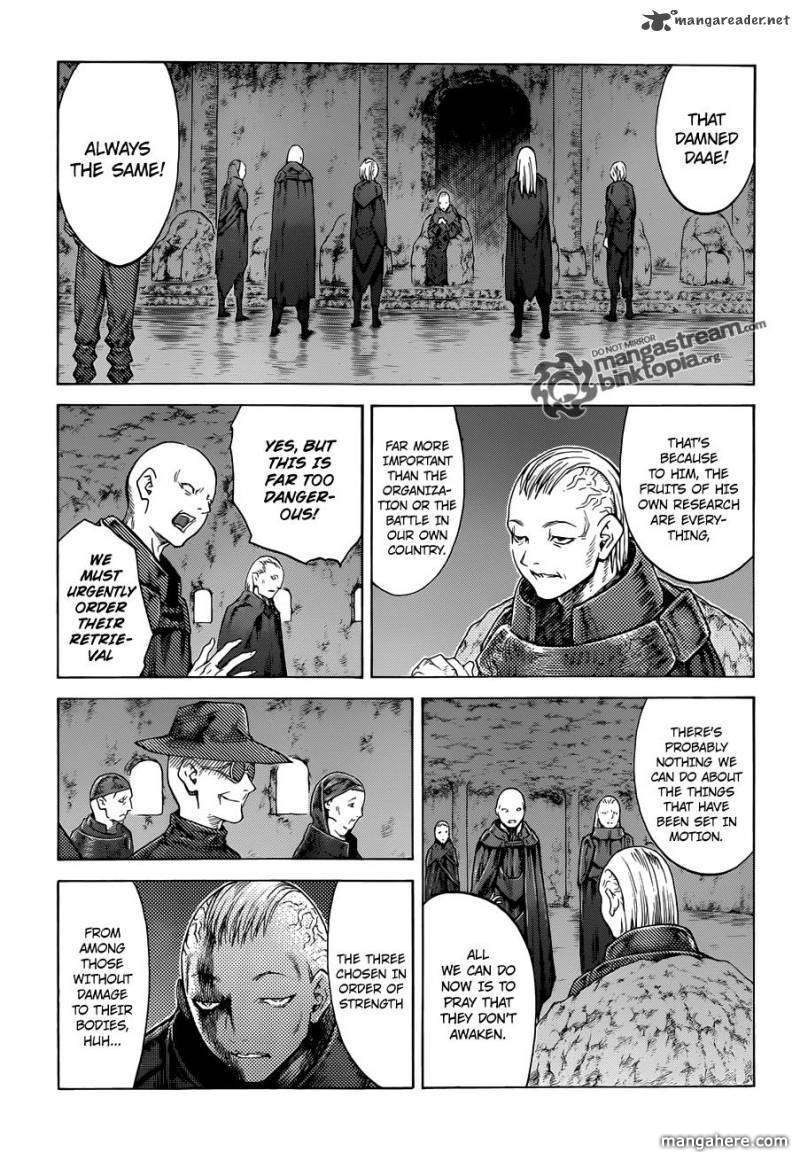 mangareader.net
THAT
DAMNED
DAAE!
ALWAYS
THE SAME!
DO NOT MIRROR
mangastream.com
binktopia.org
THAT'S
BECAUSE
TO HIM, THE
FRUITS OF HIS
OWN RESEARCH
ARE EVERY-
THING,
FAR MORE
IMPORTANT
THAN THE
ORGANIZA-
TION OR THE
BATTLE IN
OUR OWN
COUNTRY.
YES, BUT
THIS IS
FAR TOO
DANGER-
OUS!
WE
MUST
URGENTLY
ORDER
THEIR
RETRIE-
VAL
THERE'S
PROBABLY
NOTHING WE
CAN DO ABOUT
THE THINGS
THAT HAVE
BEEN SET IN
MOTION.
ALL
WE CAN DO
NOW IS TO
PRAY THAT
THEY DON'T
AWAKEN.
THE THREE
CHOSEN IN
ORDER OF
STRENGTH
FROM
AMONG
THOSE
WITHOUT
DAMAGE
TO THEIR
BODIES,
HUH...
mangahere.com